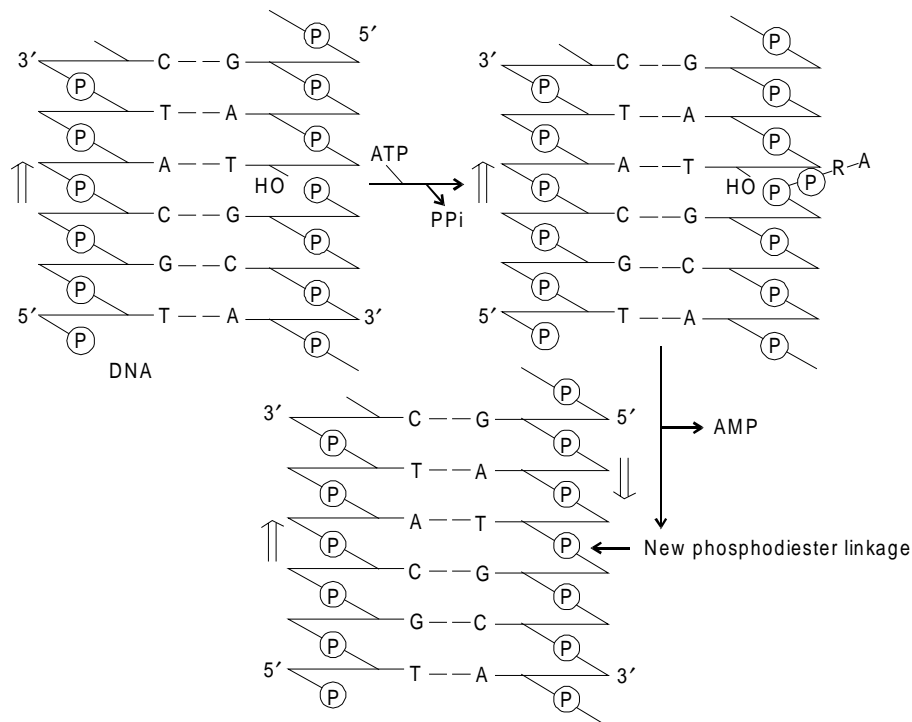 P 5′
3′ C — — G
P P
T — — A
P P
A — — T
HO
P P
C — — G
P P
G — — C
P P
5′ T — — A 3′
P P
DNA
ATP
PPi
P
3′ C — — G
P P
T — — A
P P
A — — T
HO P P R A
P
C — — G
P P
G — — C
P P
5′ T — — A
P P
AMP
P
3′ C — — G 5′
P P
T — — A
P P
A — — T
P P New phosphodiester linkage
C — — G
P P
G — — C
P P
5′ T — — A 3′
P P